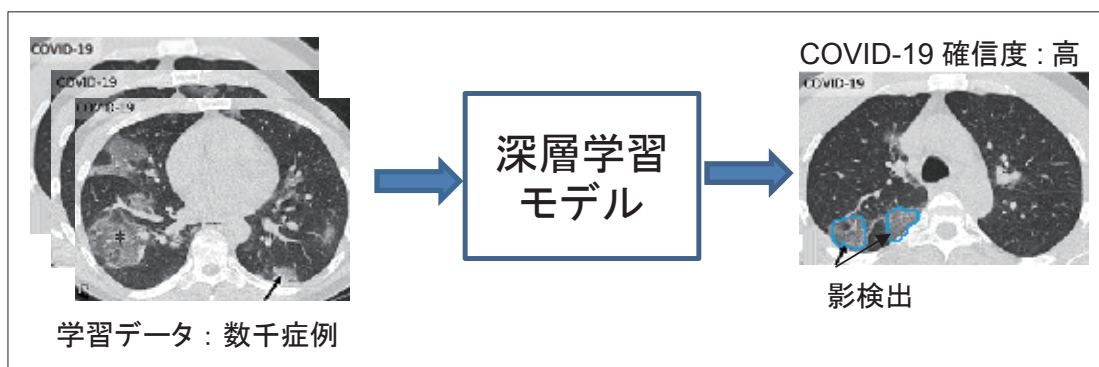 COVID-19
COVID-19
COVID-19
*
学習データ：数千症例
深層学習
モデル
COVID-19 確信度：高
COVID-19
影検出